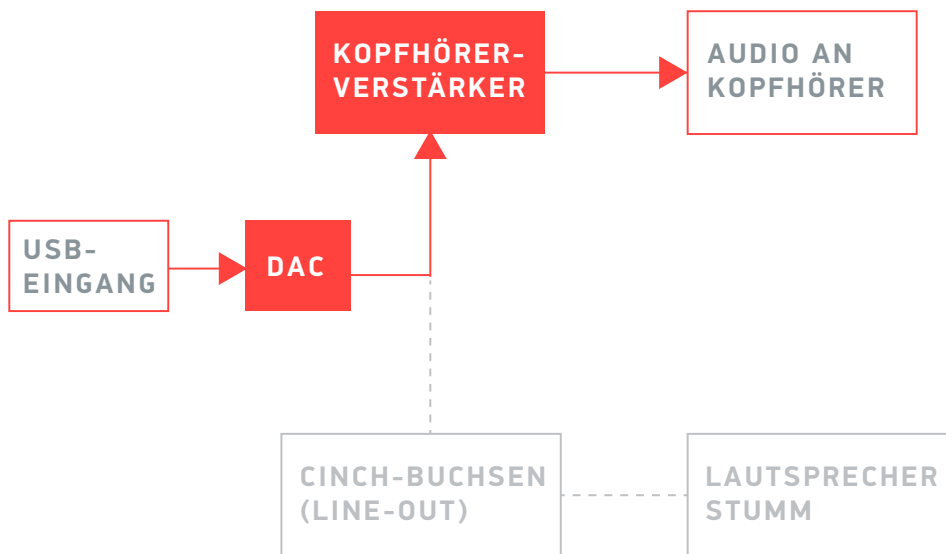 KOPFHÖRER-
VERSTÄRKER
AUDIO AN
KOPFHÖRER
USB-
EINGANG
DAC
CINCH-BUCHSEN
(LINE-OUT)
LAUTSPRECHER
STUMM